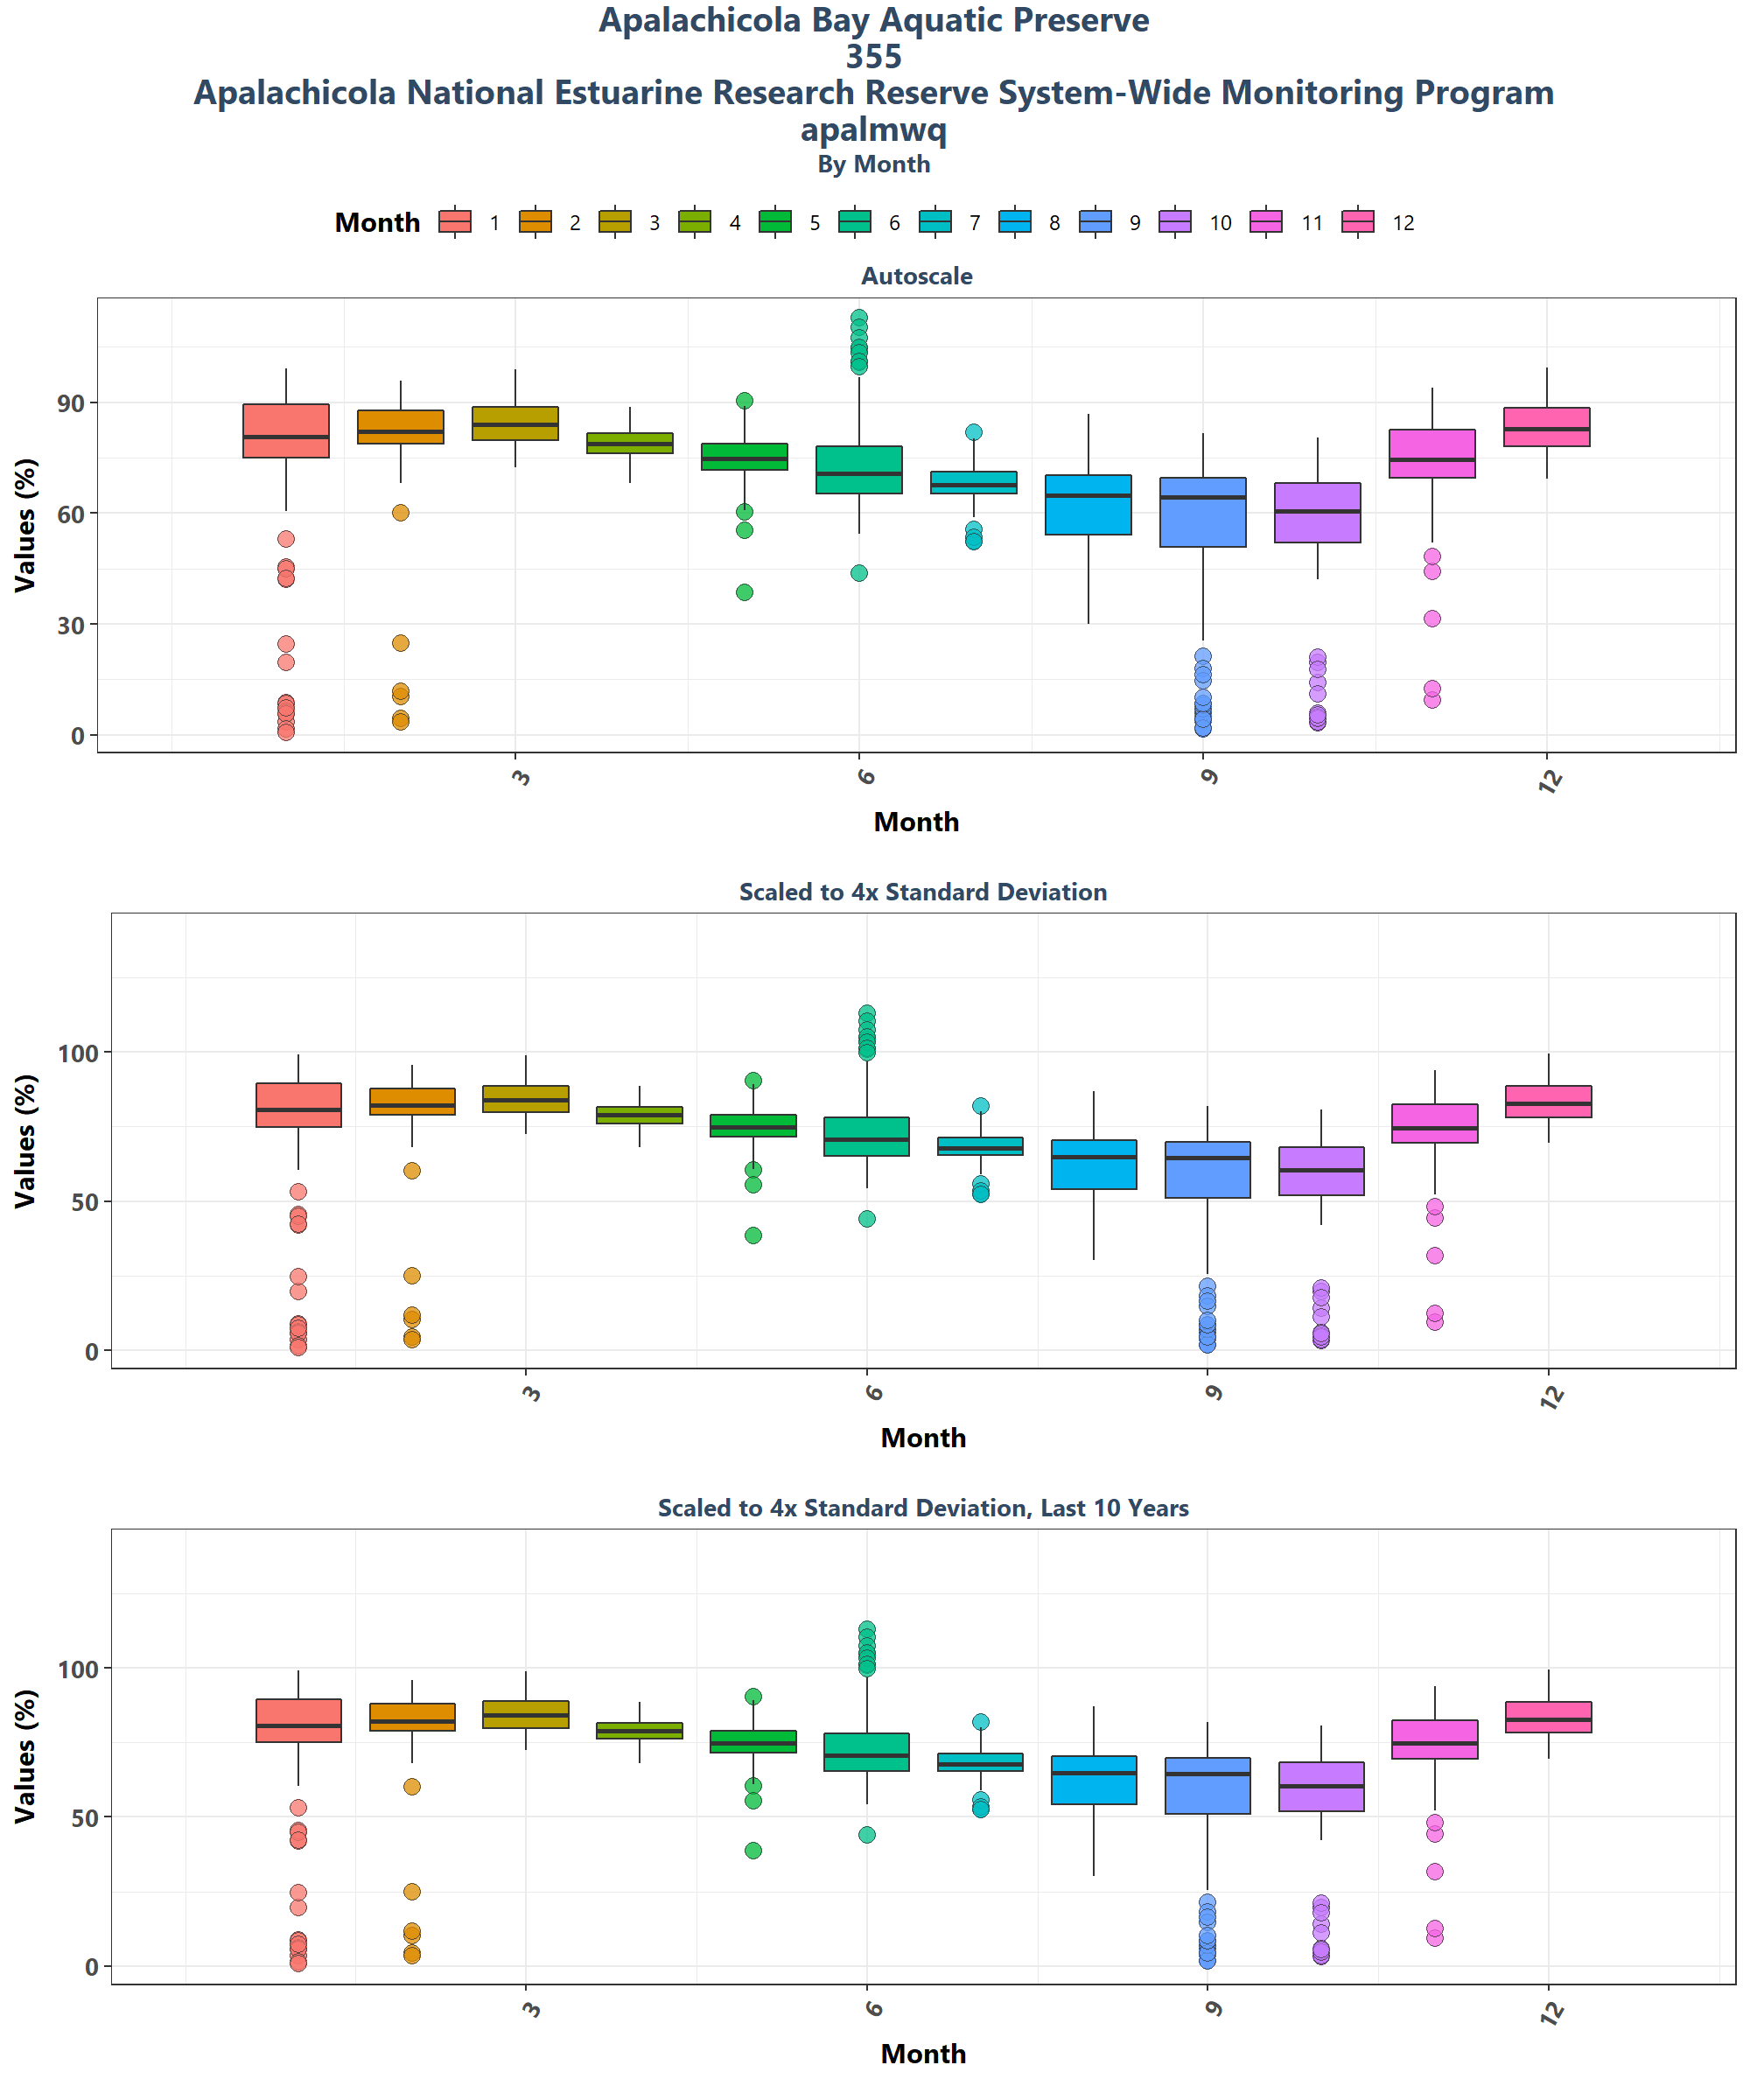 Apalachicola Bay Aquatic Preserve
355
Apalachicola National Estuarine Research Reserve System-Wide Monitoring Program
apalmwq
By Month
Month 1 2 3 4 5 6 7 8 9 10 11 12
Autoscale
Values (%)
90
60
30
0
3 6 9 12
Month
Scaled to 4x Standard Deviation
Values (%)
100
50
0
3 6 9 12
Month
Scaled to 4x Standard Deviation, Last 10 Years
Values (%)
100
50
0
3 6 9 12
Month